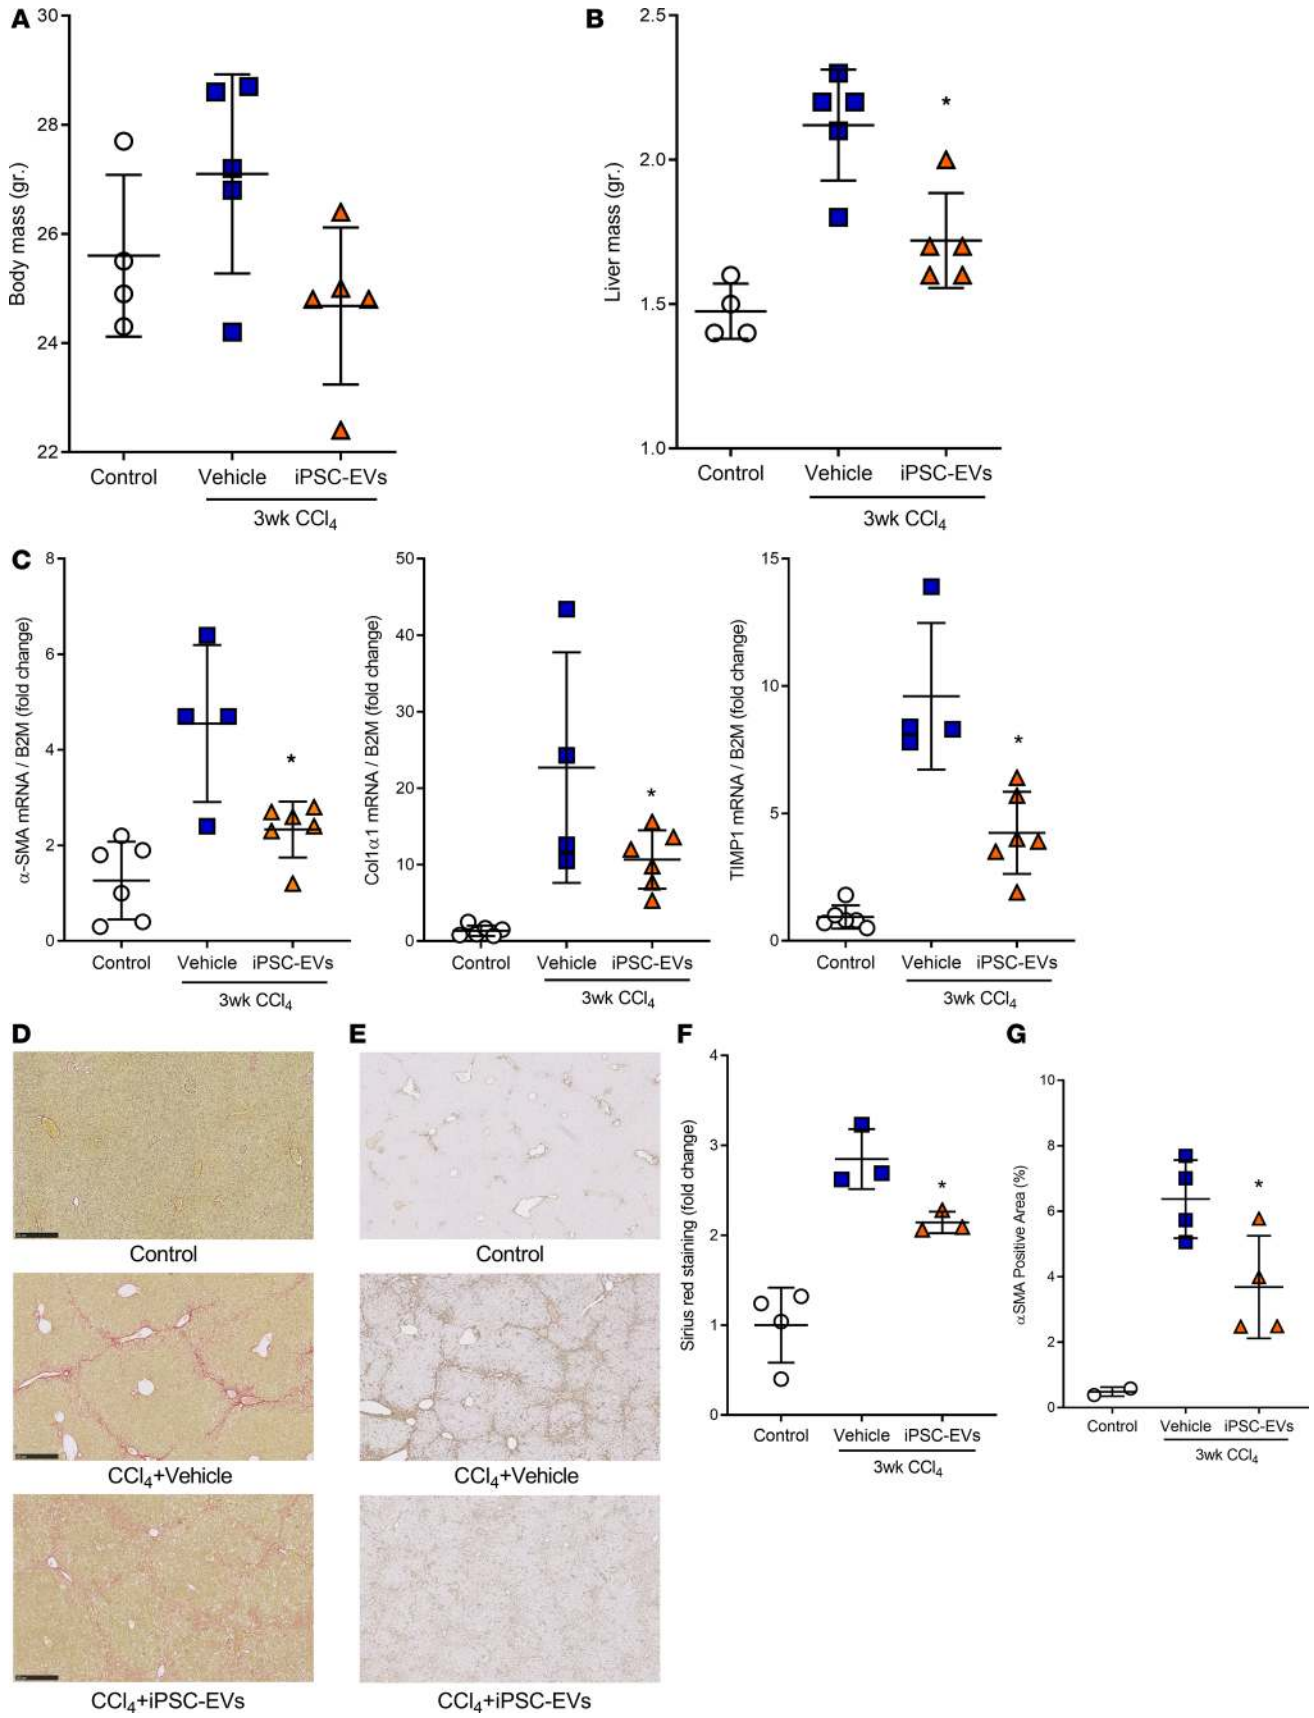 A
Body mass (gr.)
30
28
26
24
22
Control
Vehicle
iPSC-EVs
3wk CCl₄
B
Liver mass (gr.)
2.5
2.0
1.5
1.0
*
Control
Vehicle
iPSC-EVs
3wk CCl₄
C
α-SMA mRNA / B2M (fold change)
8
6
4
2
0
*
Control
Vehicle
iPSC-EVs
3wk CCl₄
Col1α1 mRNA / B2M (fold change)
50
40
30
20
10
0
*
Control
Vehicle
iPSC-EVs
3wk CCl₄
TIMP1 mRNA / B2M (fold change)
15
10
5
0
*
Control
Vehicle
iPSC-EVs
3wk CCl₄
D
Control
CCl₄+Vehicle
CCl₄+iPSC-EVs
E
Control
CCl₄+Vehicle
CCl₄+iPSC-EVs
F
Sirius red staining (fold change)
4
3
2
1
0
*
Control
Vehicle
iPSC-EVs
3wk CCl₄
G
αSMA Positive Area (%)
10
8
6
4
2
0
*
Control
Vehicle
iPSC-EVs
3wk CCl₄